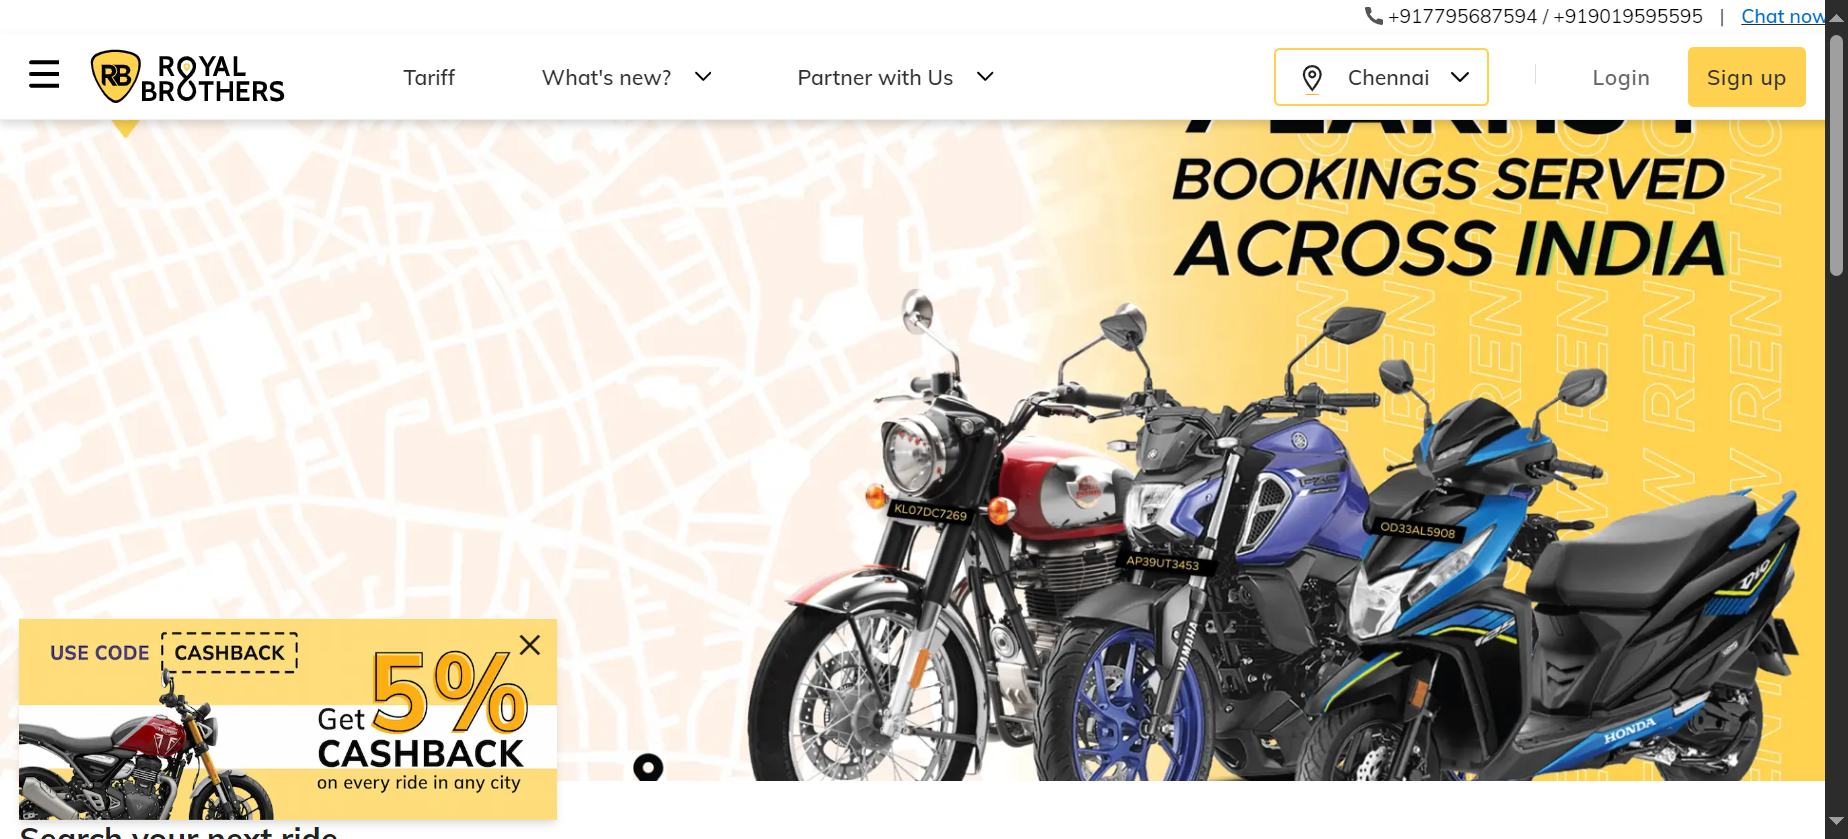 +917795687594 / +919019595595 | Chat now
RB ROYAL BROTHERS
Tariff
What's new?
Partner with Us
Chennai
Login
Sign up
BOOKINGS SERVED
ACROSS INDIA
KL07DC7269
AP39UT3453
OD33AL5908
YAMAHA
DIO
125
HONDA
USE CODE CASHBACK
Get 5%
CASHBACK
on every ride in any city
Search your next ride